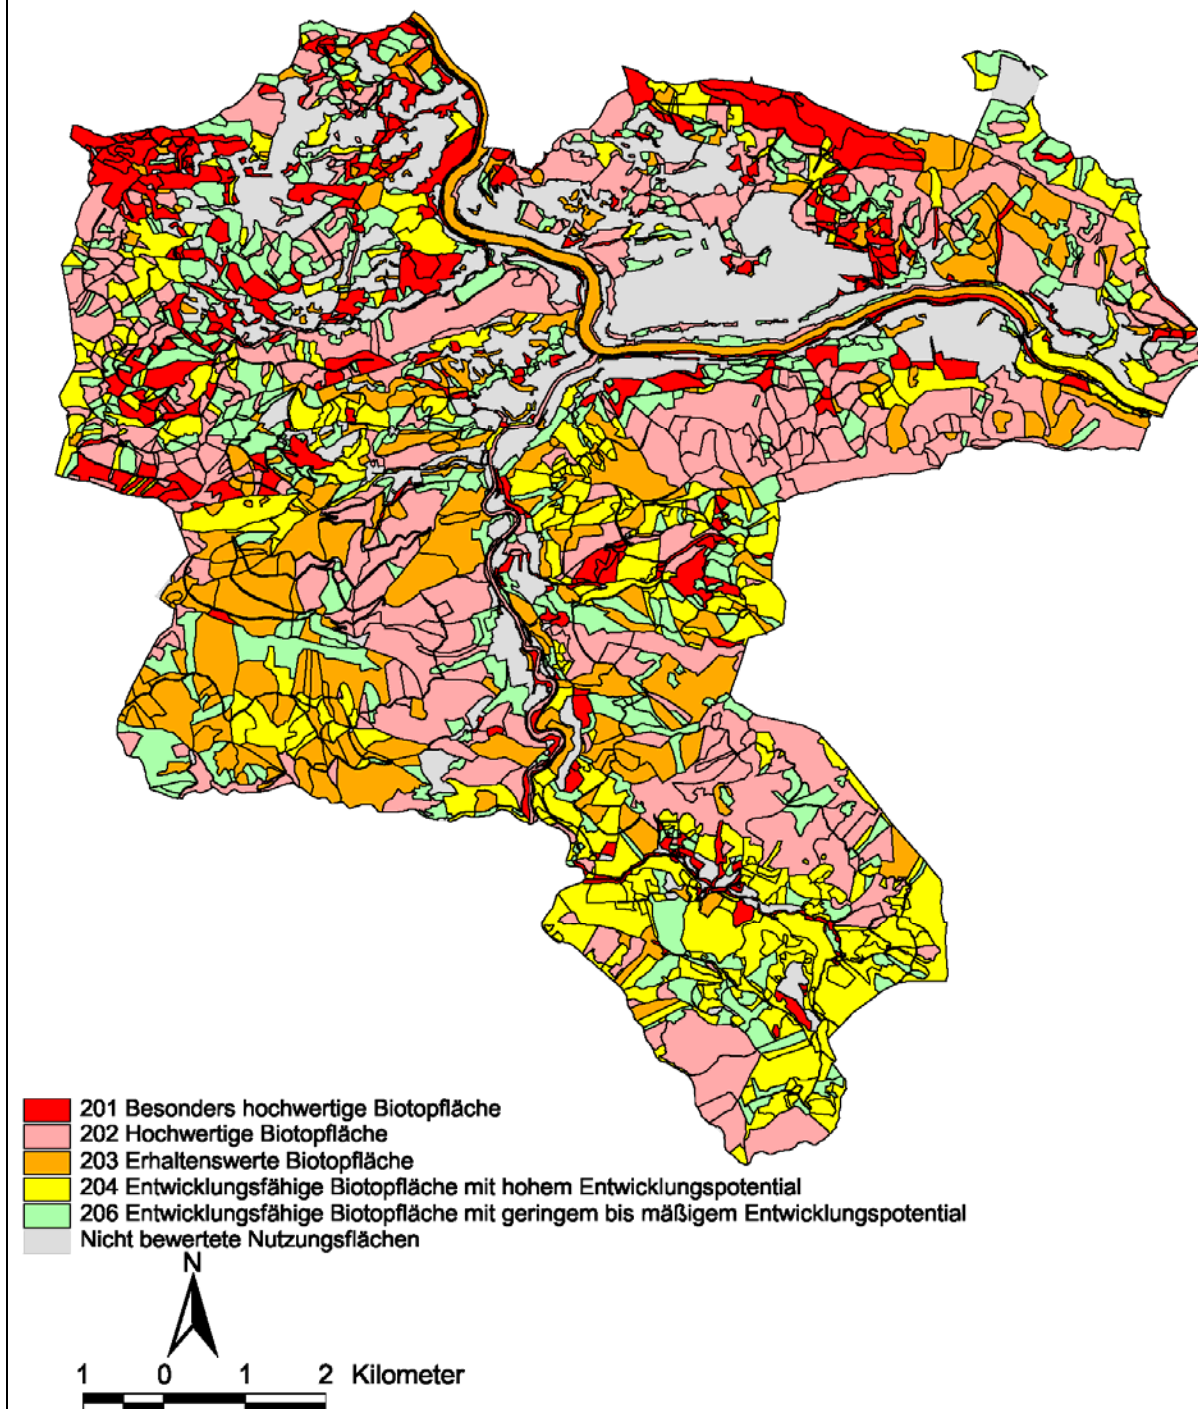 201 Besonders hochwertige Biotopfläche
202 Hochwertige Biotopfläche
203 Erhaltenswerte Biotopfläche
204 Entwicklungsfähige Biotopfläche mit hohem Entwicklungspotential
206 Entwicklungsfähige Biotopfläche mit geringem bis mäßigem Entwicklungspotential
Nicht bewertete Nutzungsflächen
N
1 0 1 2 Kilometer